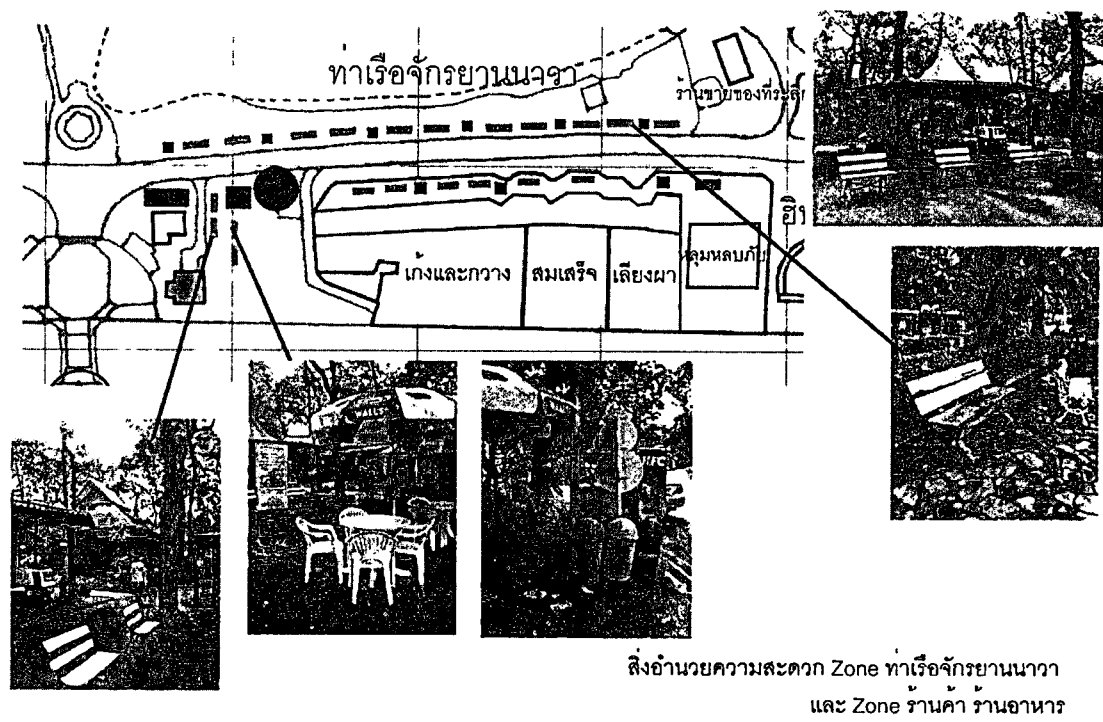 ท่าเรือจักรยานนาวา
ร้านขายของที่ระลึก
เก้งและกวาง
สมเสร็จ
เลียงผา
หลุมหลบภัย
สิ่งอำนวยความสะดวก Zone ท่าเรือจักรยานนาวา
และ Zone ร้านค้า ร้านอาหาร